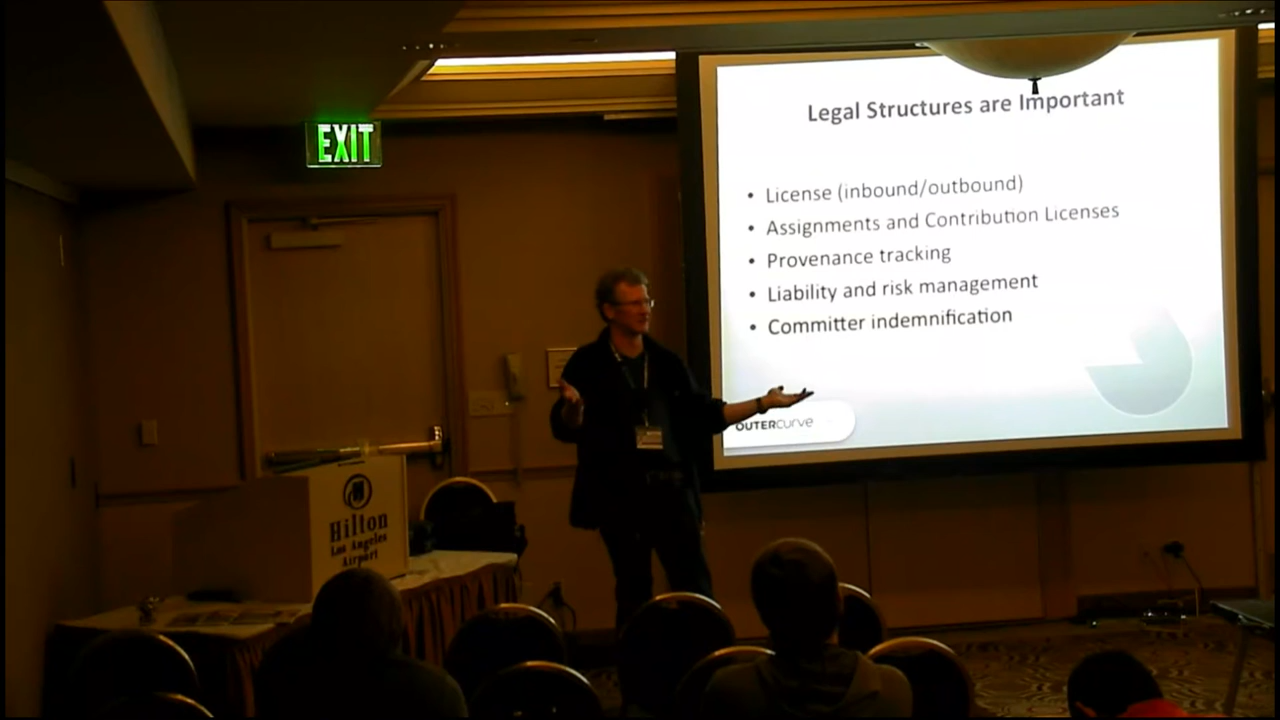 EXIT
Legal Structures are Important
• License (inbound/outbound)
• Assignments and Contribution Licenses
• Provenance tracking
• Liability and risk management
• Committer indemnification
OUTERCURVE
Hilton
Los Angeles
Airport